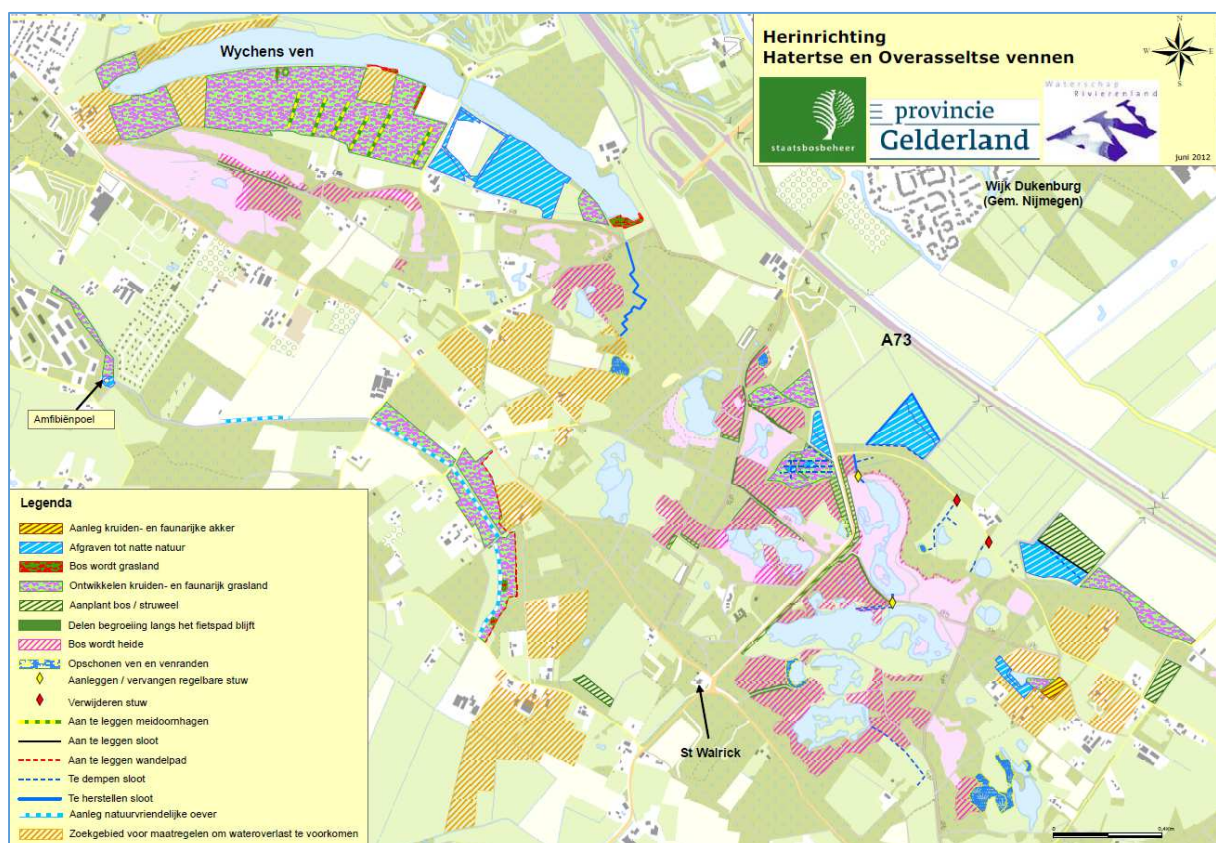 Wychens ven
Herinrichting
Hatertse en Overasseltse vennen
N
W
E
S
staatsbosbeheer
provincie
Gelderland
Waterschap
Rivierenland
juni 2012
Wijk Dukenburg
(Gem. Nijmegen)
A73
Amfibiënpoel
St Walrick
Legenda
Aanleg kruiden- en faunarijke akker
Afgraven tot natte natuur
Bos wordt grasland
Ontwikkelen kruiden- en faunarijk grasland
Aanplant bos / struweel
Delen begroeiing langs het fietspad blijft
Bos wordt heide
Opschonen ven en venranden
Aanleggen / vervangen regelbare stuw
Verwijderen stuw
Aan te leggen meidoornhagen
Aan te leggen sloot
Aan te leggen wandelpad
Te dempen sloot
Te herstellen sloot
Aanleg natuurvriendelijke oever
Zoekgebied voor maatregelen om wateroverlast te voorkomen
0
0,4Km